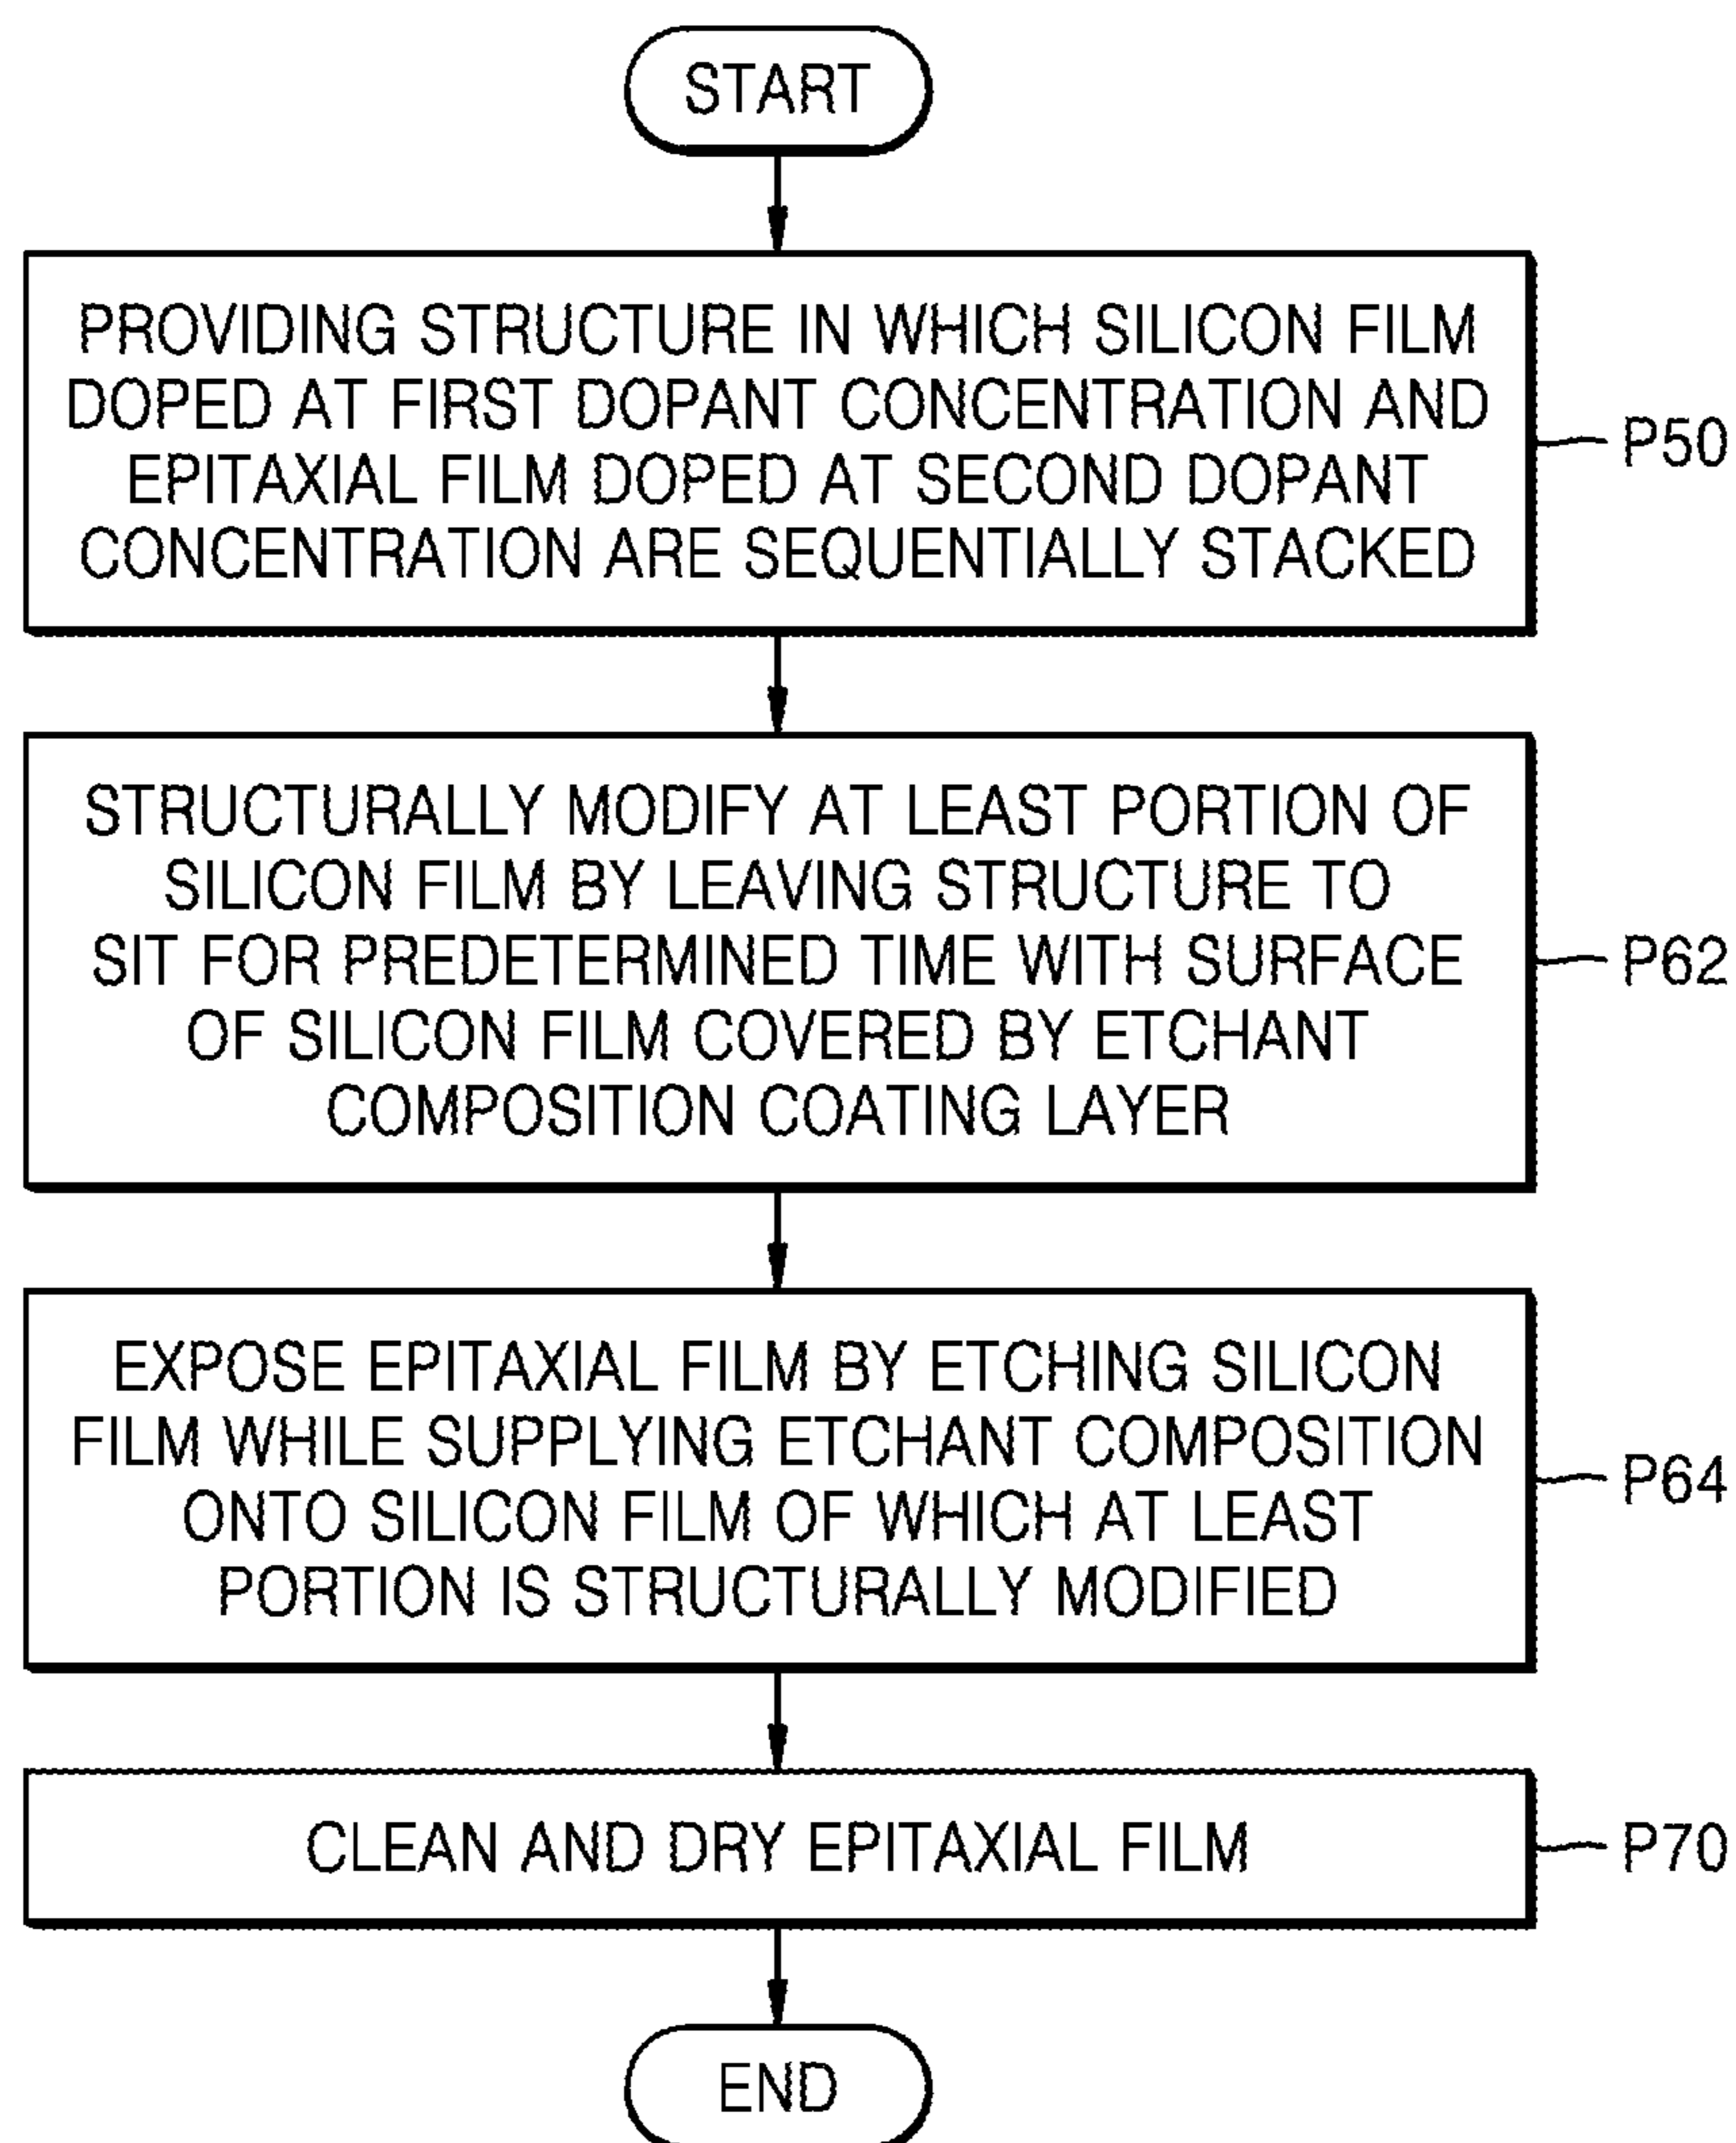 START
PROVIDING STRUCTURE IN WHICH SILICON FILM
DOPED AT FIRST DOPANT CONCENTRATION AND
EPITAXIAL FILM DOPED AT SECOND DOPANT
CONCENTRATION ARE SEQUENTIALLY STACKED
P50
STRUCTURALLY MODIFY AT LEAST PORTION OF
SILICON FILM BY LEAVING STRUCTURE TO
SIT FOR PREDETERMINED TIME WITH SURFACE
OF SILICON FILM COVERED BY ETCHANT
COMPOSITION COATING LAYER
P62
EXPOSE EPITAXIAL FILM BY ETCHING SILICON
FILM WHILE SUPPLYING ETCHANT COMPOSITION
ONTO SILICON FILM OF WHICH AT LEAST
PORTION IS STRUCTURALLY MODIFIED
P64
CLEAN AND DRY EPITAXIAL FILM
P70
END